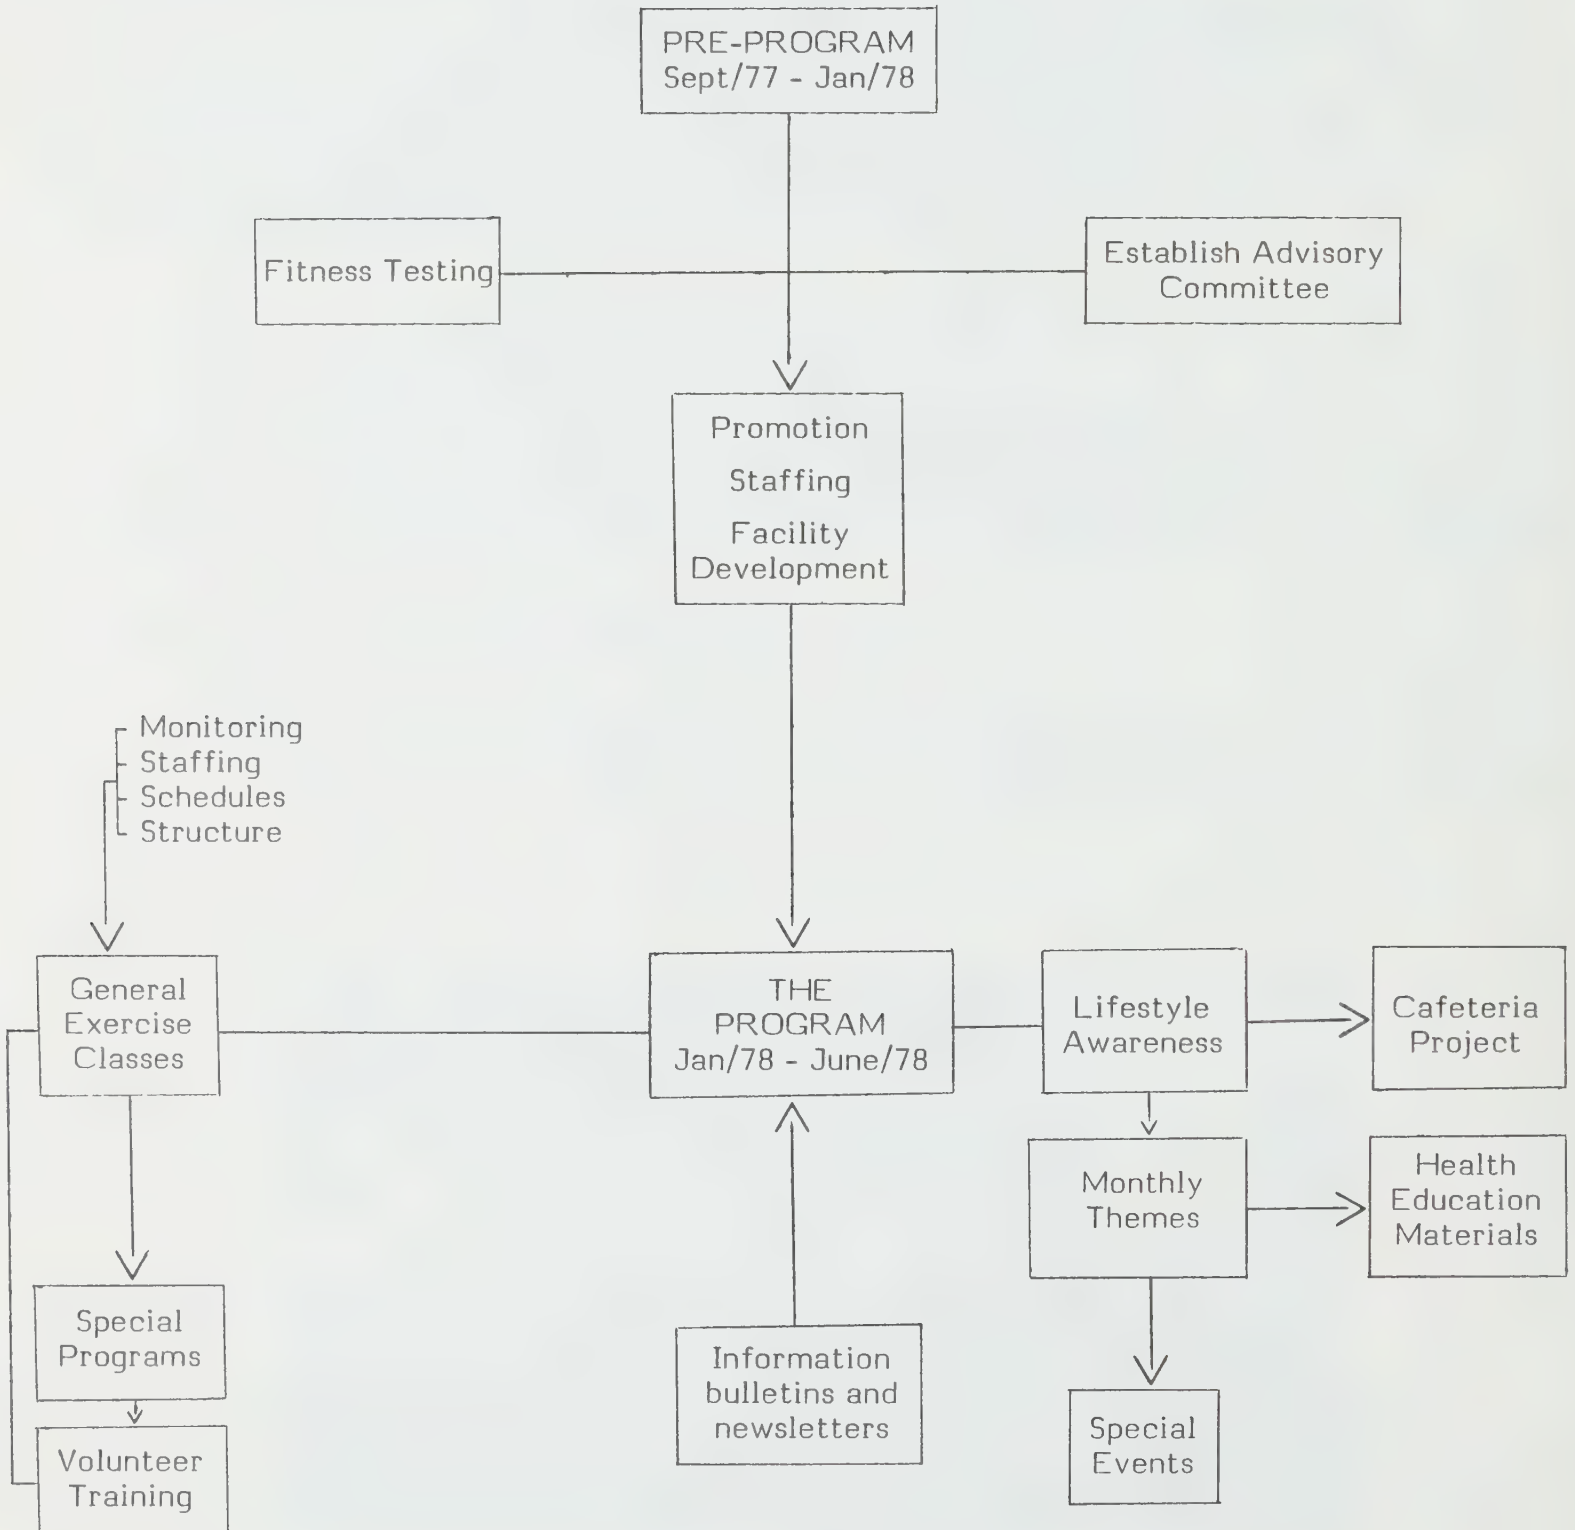 PRE-PROGRAM
Sept/77 - Jan/78
Fitness Testing
Establish Advisory
Committee
Promotion
Staffing
Facility
Development
Monitoring
Staffing
Schedules
Structure
General
Exercise
Classes
THE
PROGRAM
Jan/78 - June/78
Lifestyle
Awareness
Cafeteria
Project
Monthly
Themes
Health
Education
Materials
Special
Programs
Information
bulletins and
newsletters
Special
Events
Volunteer
Training